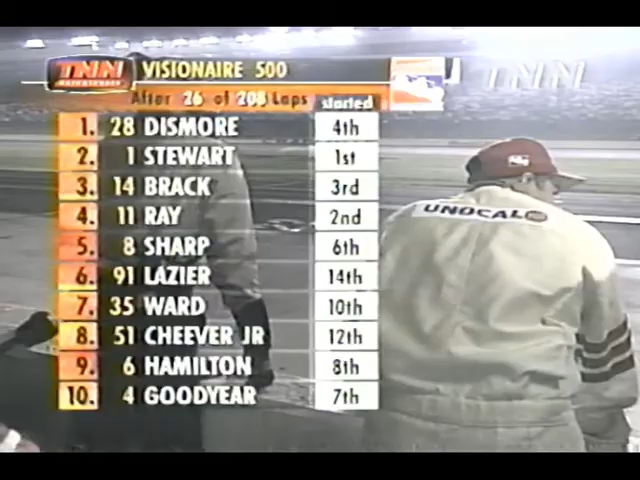 TNN VISIONAIRE 500 TNN
After 26 of 208 Laps started
1. 28 DISMORE 4th
2. 1 STEWART 1st
3. 14 BRACK 3rd
4. 11 RAY 2nd
5. 8 SHARP 6th
6. 91 LAZIER 14th
7. 35 WARD 10th
8. 51 CHEEVER JR 12th
9. 6 HAMILTON 8th
10. 4 GOODYEAR 7th
UNOCAL